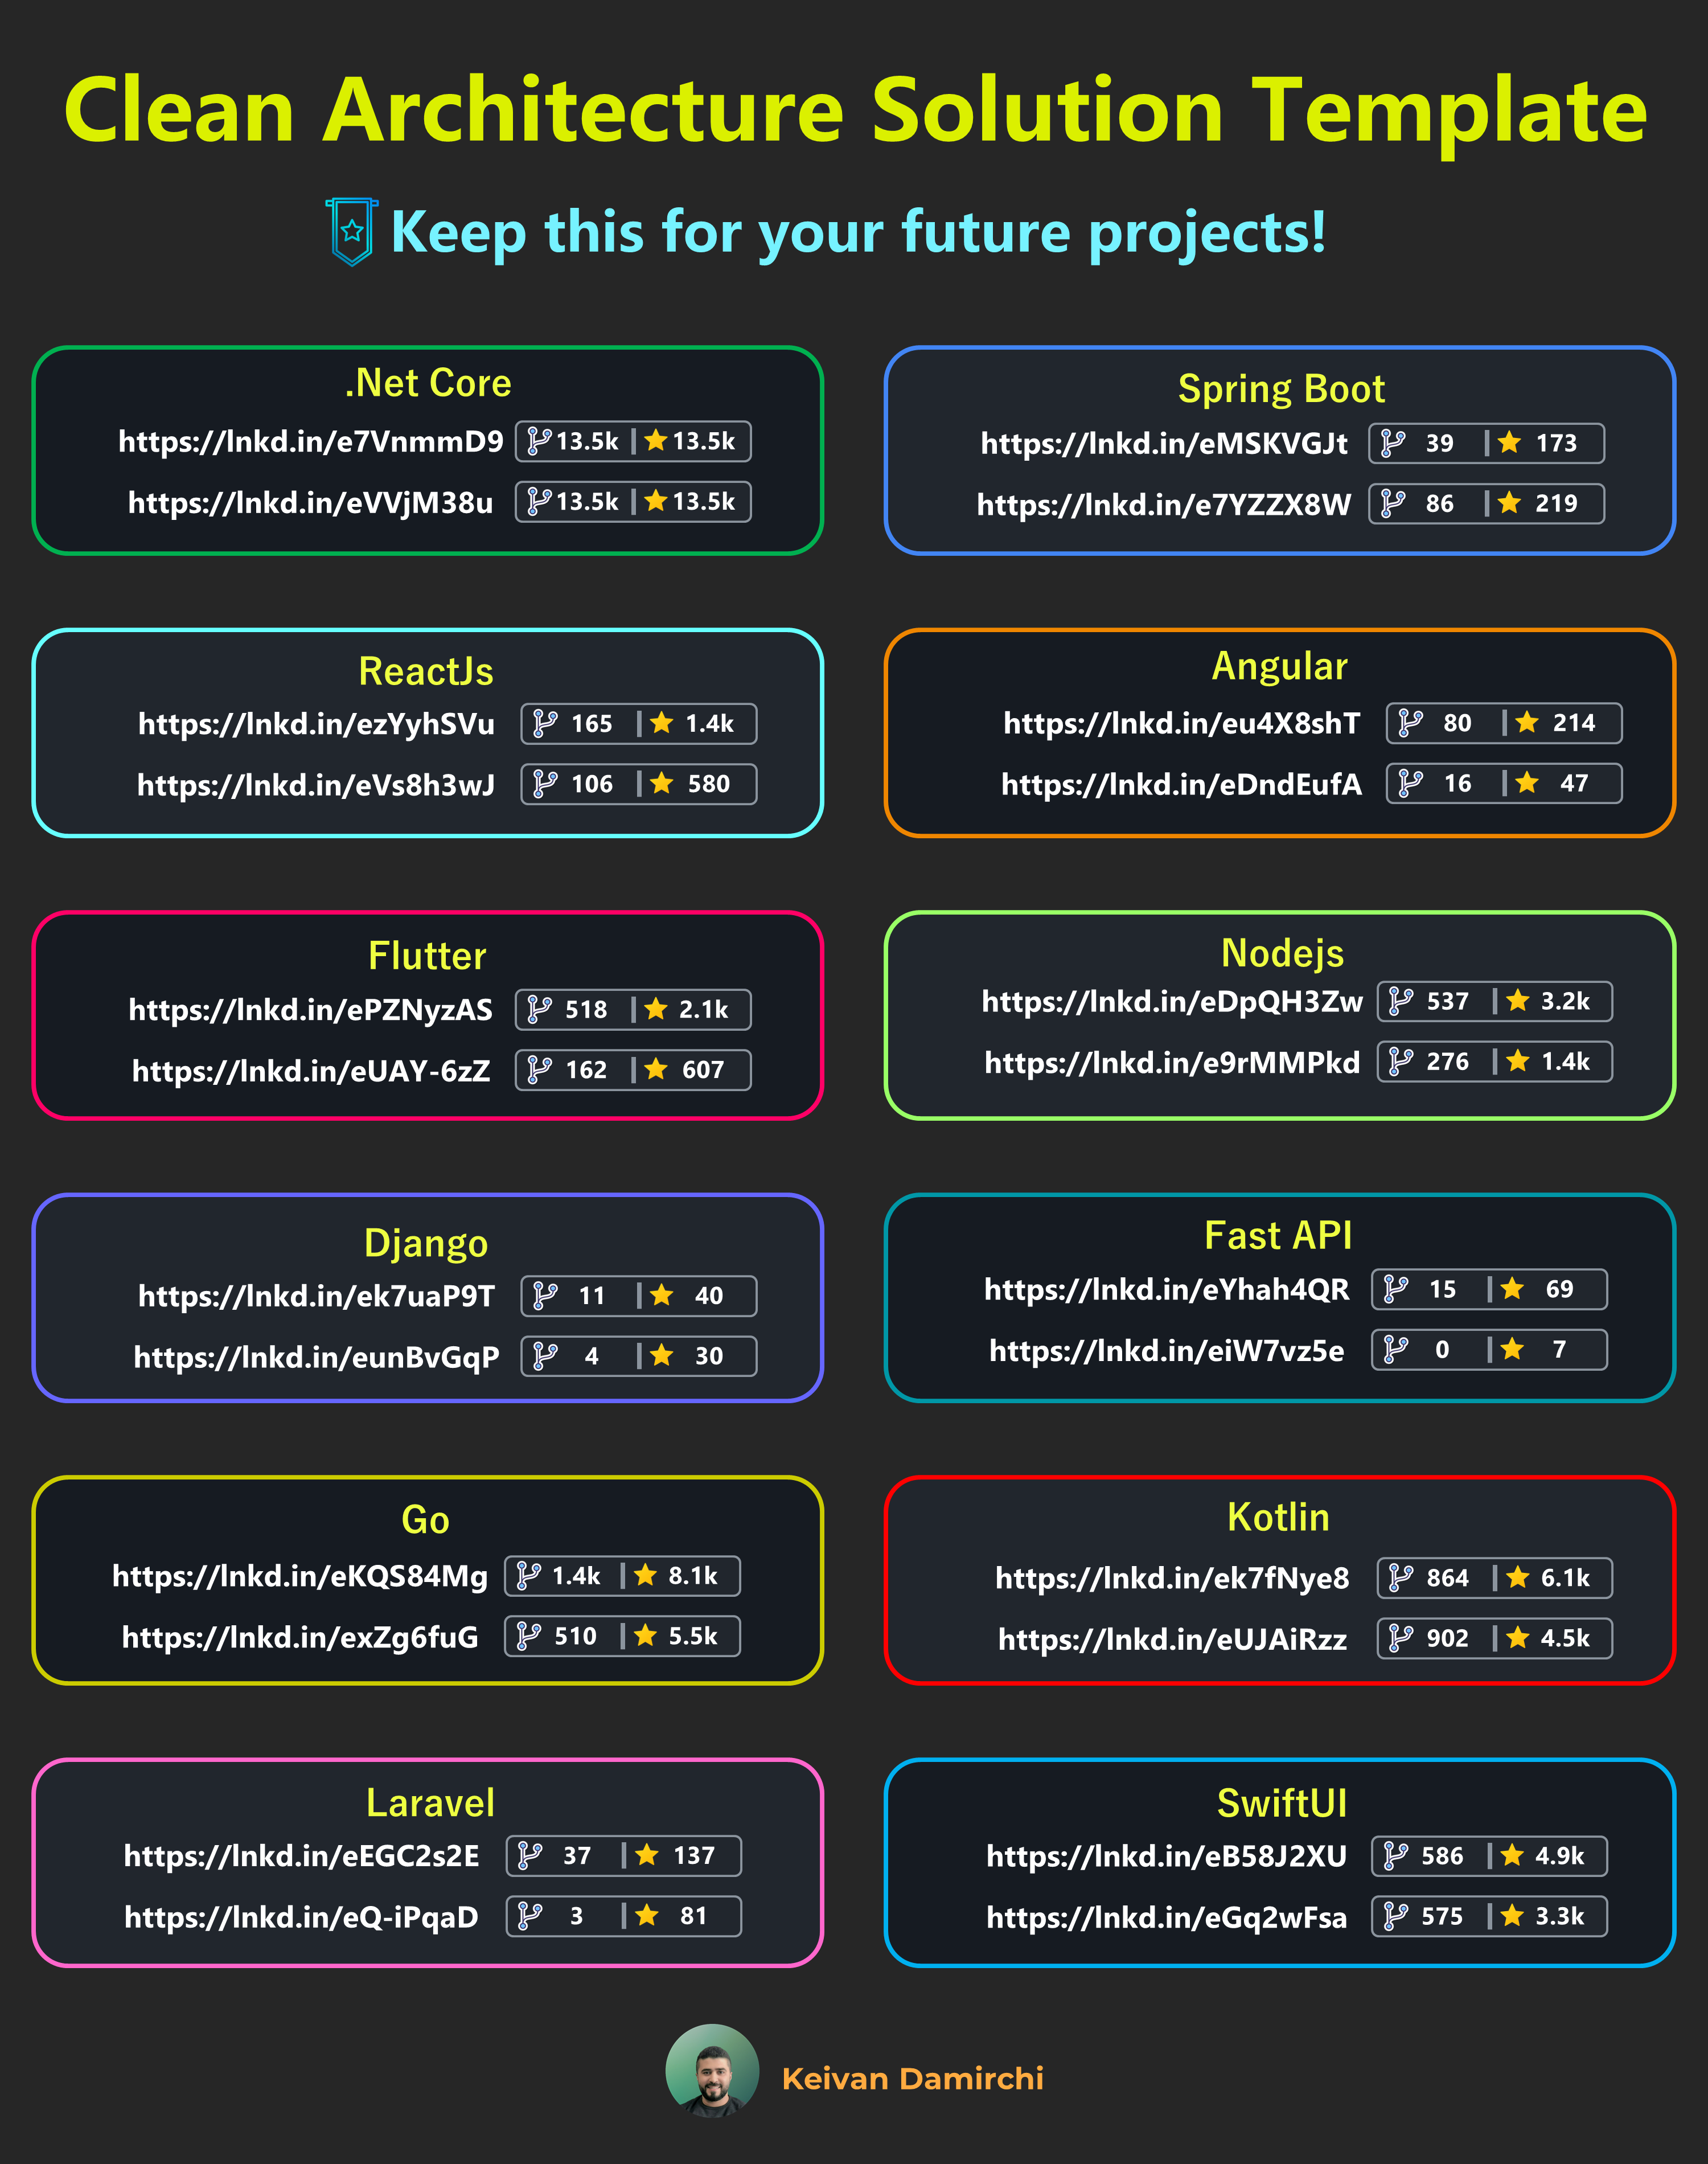 Clean Architecture Solution Template
Keep this for your future projects!
.Net Core
https://lnkd.in/e7VnmmD9 13.5k | 13.5k
https://lnkd.in/eVVjM38u 13.5k | 13.5k
Spring Boot
https://lnkd.in/eMSKVGJt 39 | 173
https://lnkd.in/e7YZZX8W 86 | 219
ReactJs
https://lnkd.in/ezYyhSVu 165 | 1.4k
https://lnkd.in/eVs8h3wJ 106 | 580
Angular
https://lnkd.in/eu4X8shT 80 | 214
https://lnkd.in/eDndEufA 16 | 47
Flutter
https://lnkd.in/ePZNyzAS 518 | 2.1k
https://lnkd.in/eUAY-6zZ 162 | 607
Nodejs
https://lnkd.in/eDpQH3Zw 537 | 3.2k
https://lnkd.in/e9rMMPkd 276 | 1.4k
Django
https://lnkd.in/ek7uaP9T 11 | 40
https://lnkd.in/eunBvGqP 4 | 30
Fast API
https://lnkd.in/eYhah4QR 15 | 69
https://lnkd.in/eiW7vz5e 0 | 7
Go
https://lnkd.in/eKQS84Mg 1.4k | 8.1k
https://lnkd.in/exZg6fuG 510 | 5.5k
Kotlin
https://lnkd.in/ek7fNye8 864 | 6.1k
https://lnkd.in/eUJAiRzz 902 | 4.5k
Laravel
https://lnkd.in/eEGC2s2E 37 | 137
https://lnkd.in/eQ-iPqaD 3 | 81
SwiftUI
https://lnkd.in/eB58J2XU 586 | 4.9k
https://lnkd.in/eGq2wFsa 575 | 3.3k
Keivan Damirchi